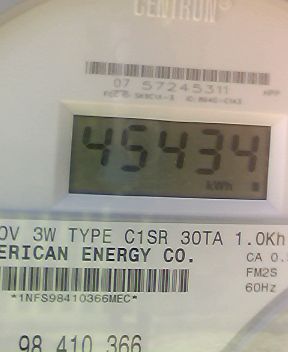 CENTRON®
07 57245311
45434
kWh
0V 3W TYPE C1SR 30TA 1.0Kh
ERICAN ENERGY CO.
CA 0.
FM2S
60Hz
*1NFS98410366MEC*
98 410 366